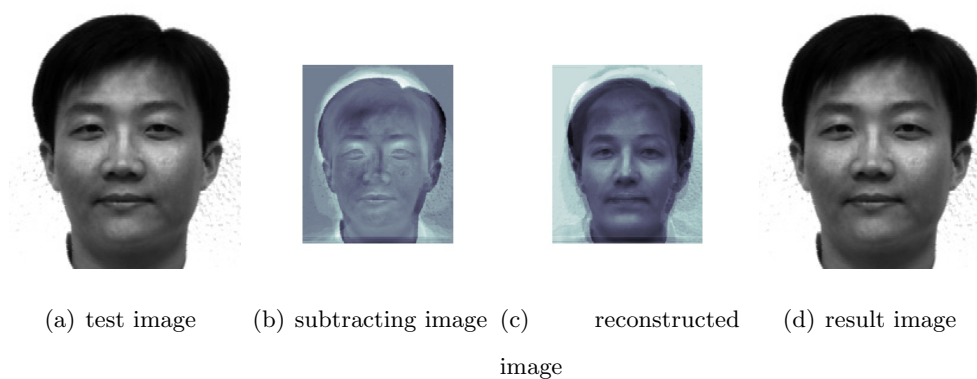 (a) test image (b) subtracting image (c) reconstructed (d) result image
image